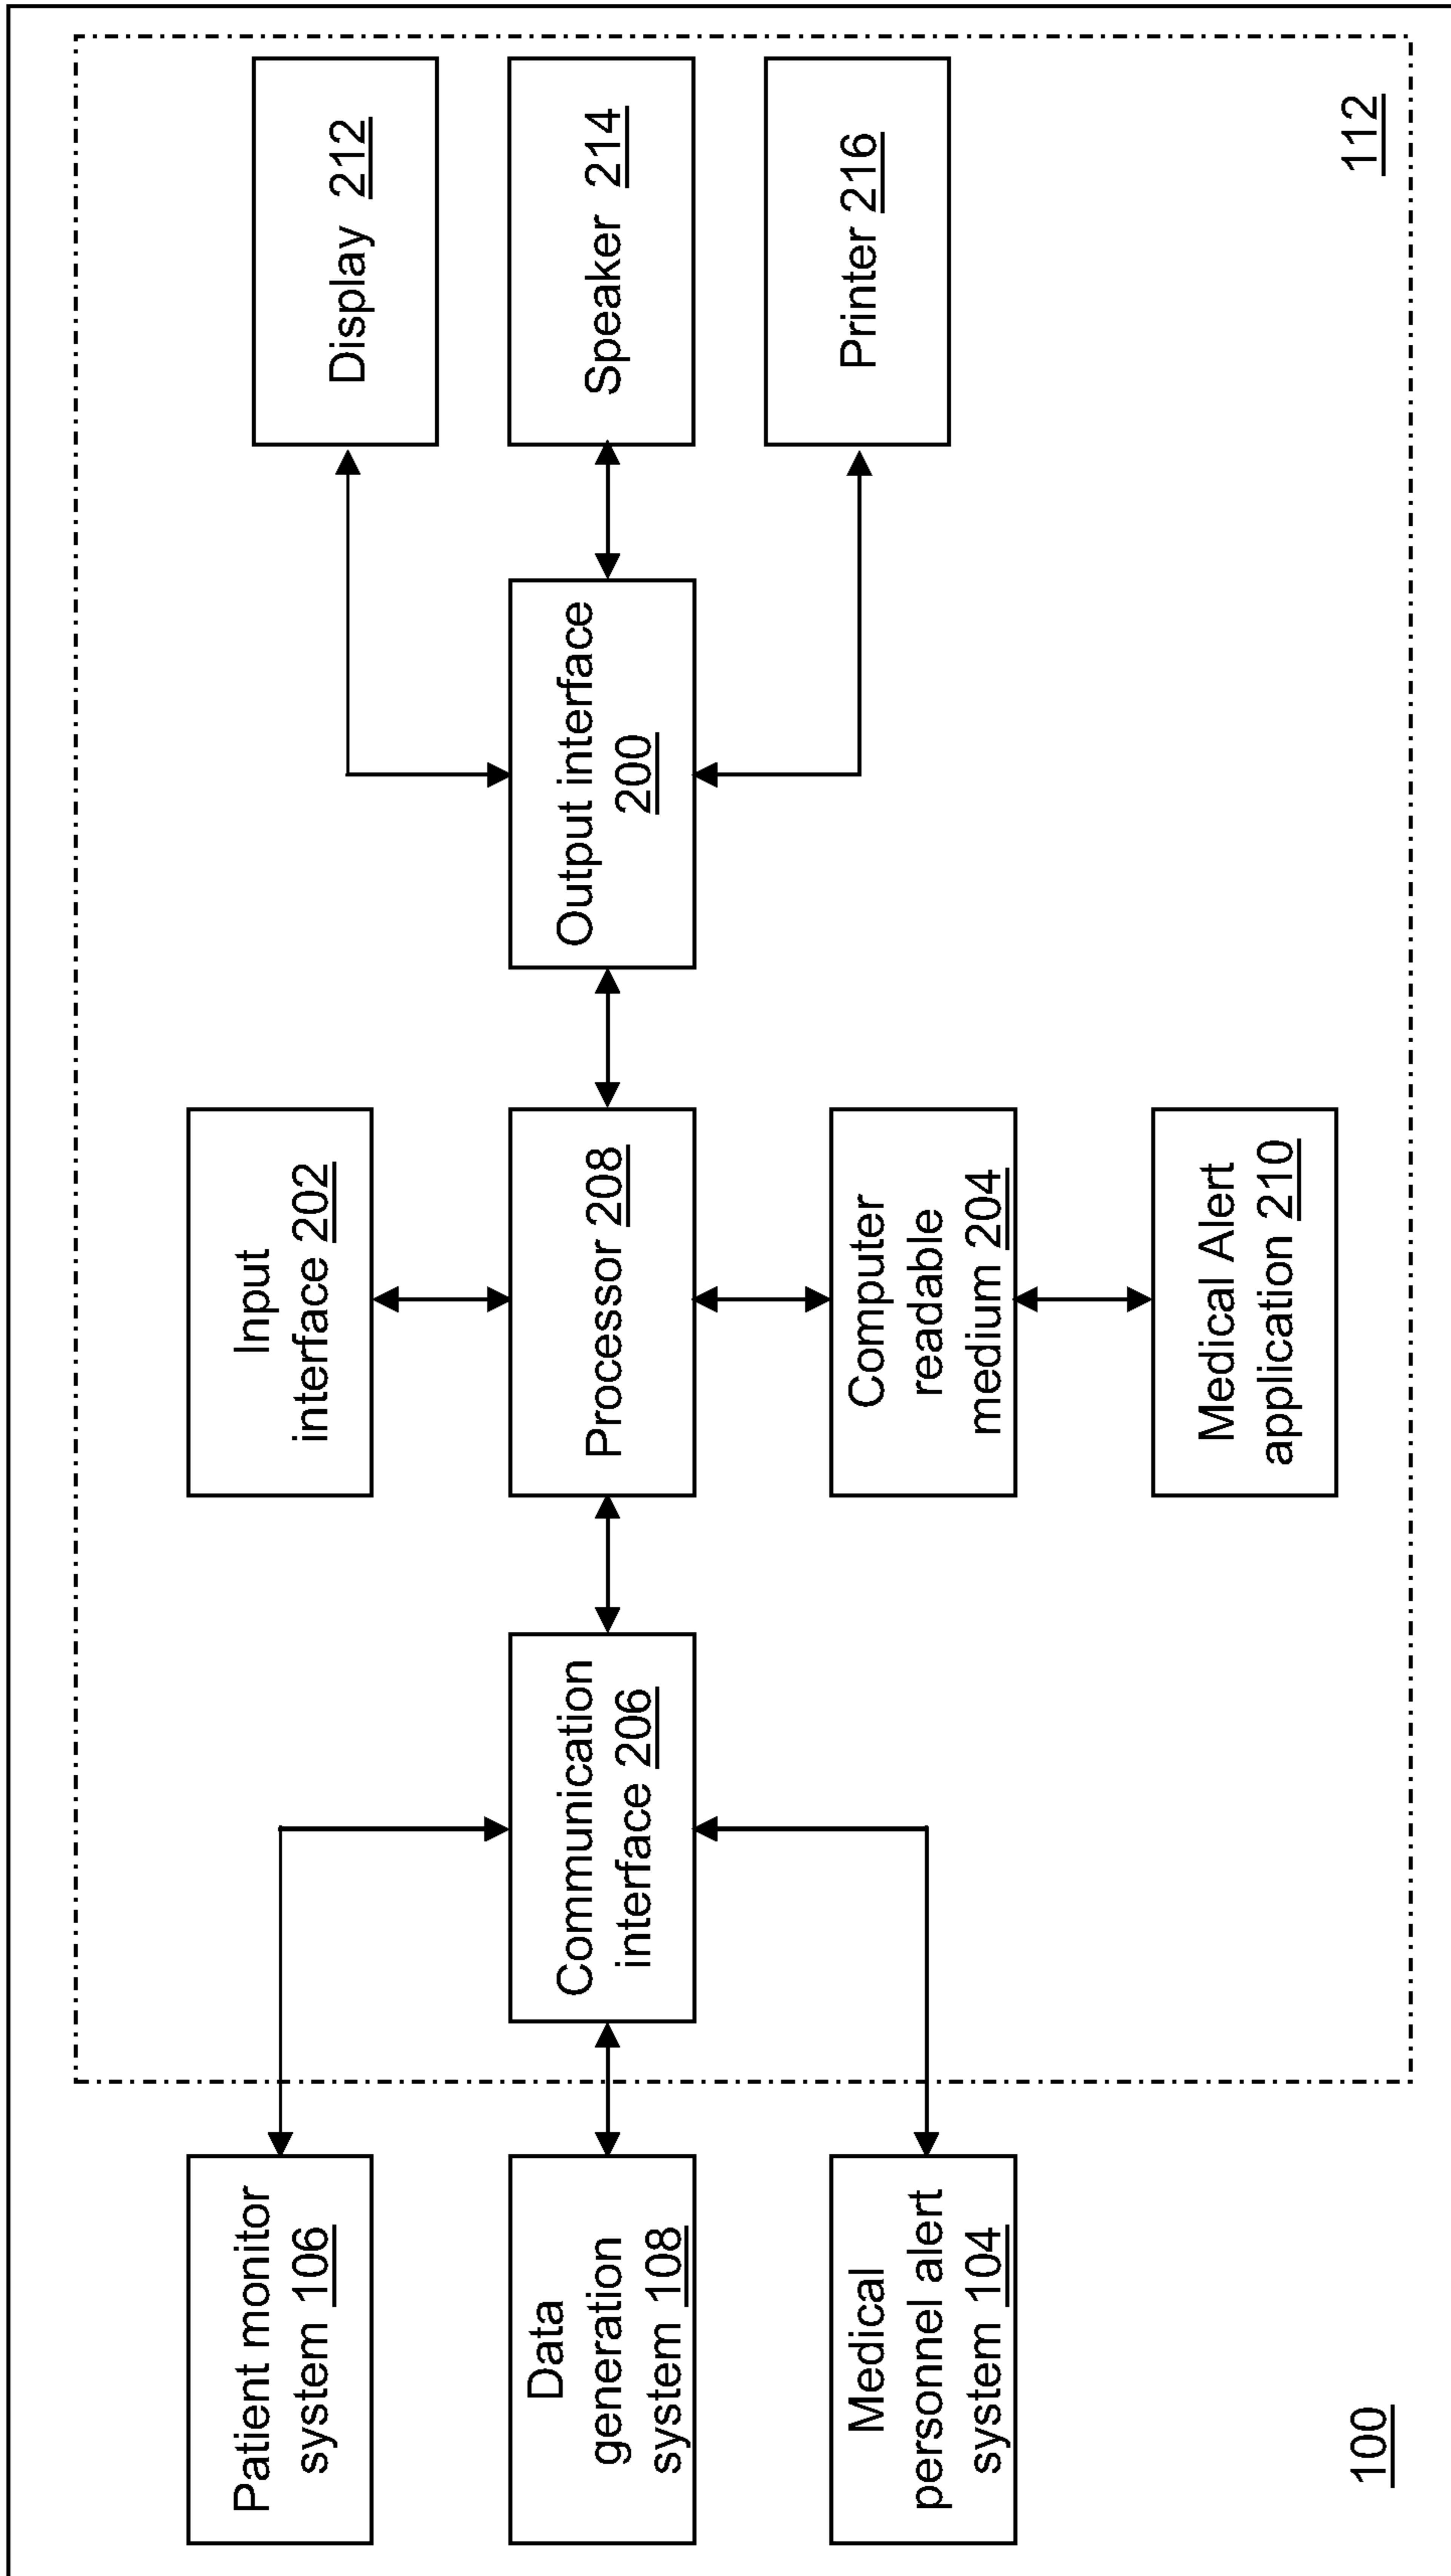 Patient monitor
system 106
Data
generation
system 108
Medical
personnel alert
system 104
100
Communication
interface 206
Input
interface 202
Processor 208
Computer
readable
medium 204
Medical Alert
application 210
Output interface
200
Display 212
Speaker 214
Printer 216
112